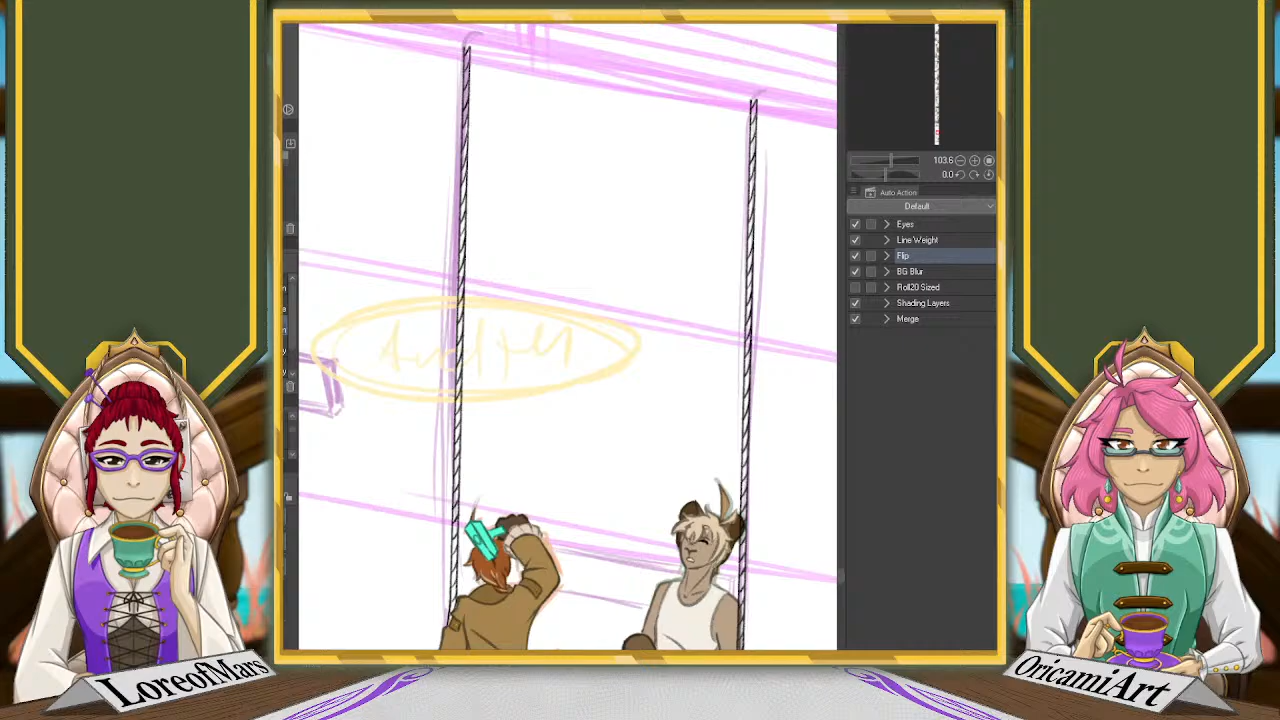 103.6
0.0
Auto Action
Default
Eyes
Line Weight
Flip
BG Blur
Roll20 Sized
Shading Layers
Merge
LoreofMars
OricamiArt